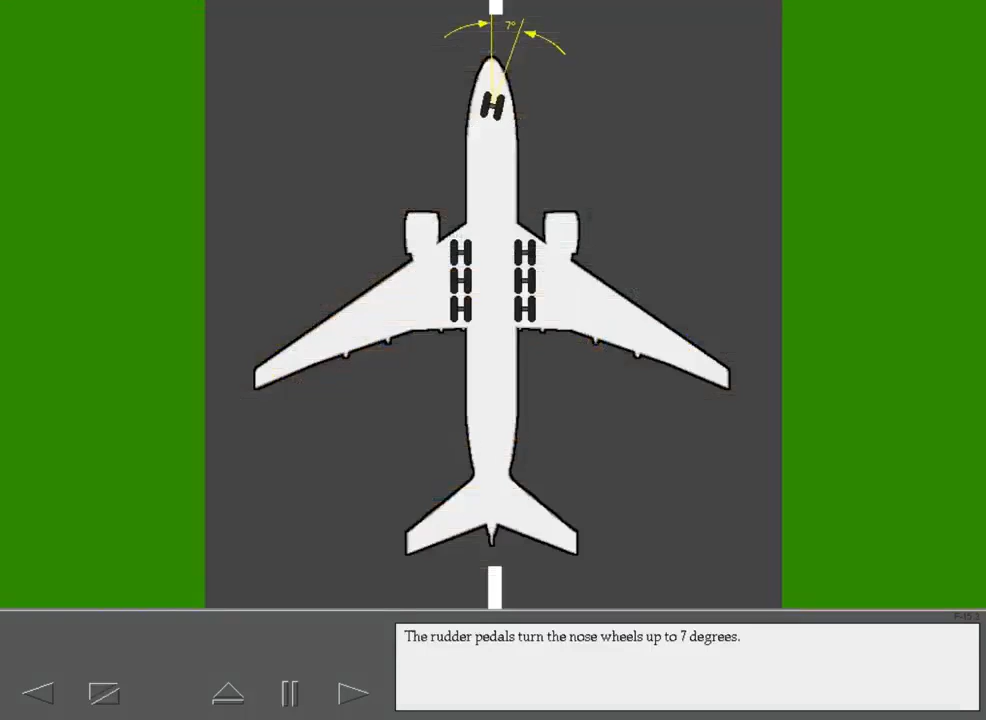 7°
The rudder pedals turn the nose wheels up to 7 degrees.